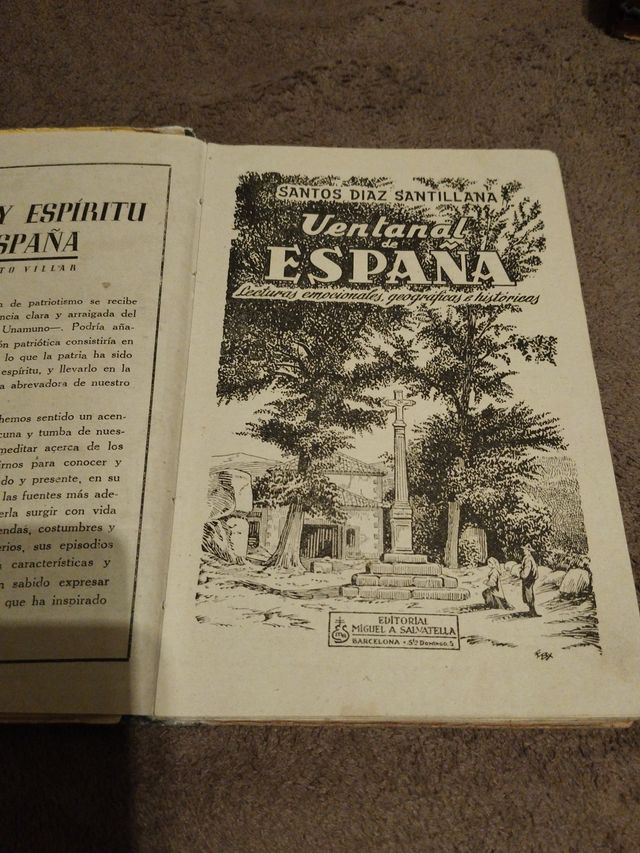 Y ESPÍRITU
SPAÑA
TO VILLAR
n de patriotismo se recibe
ncia clara y arraigada del
Unamuno—. Podría aña-
ón patriótica consistiría en
lo que la patria ha sido
espíritu, y llevarlo en la
a abrevadora de nuestro
hemos sentido un acen-
cuna y tumba de nues-
meditar acerca de los
irnos para conocer y
do y presente, en su
las fuentes más ade-
erla surgir con vida
endas, costumbres y
erios, sus episodios
características y
n sabido expresar
que ha inspirado
SANTOS DIAZ SANTILLANA
Ventanal
de
ESPAÑA
Lecturas emocionales, geográficas e históricas
EDITORIAL
MIGUEL A SALVATELLA
BARCELONA • Sto DOMINGO, 5